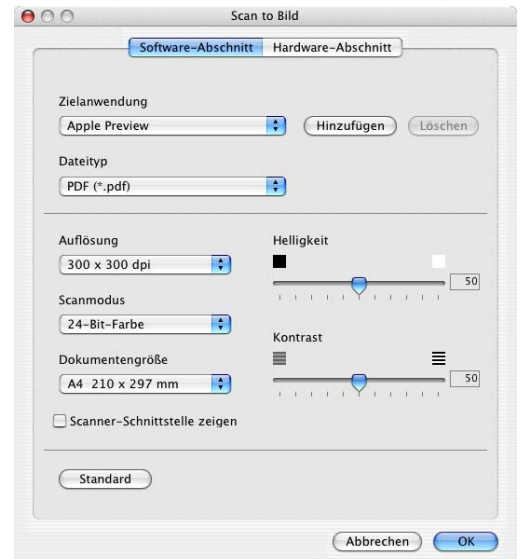 Scan to Bild
Software-Abschnitt Hardware-Abschnitt
Zielanwendung
Apple Preview Hinzufügen Löschen
Dateityp
PDF (*.pdf)
Auflösung
300 x 300 dpi
Helligkeit
50
Scanmodus
24-Bit-Farbe
Kontrast
50
Dokumentengröße
A4 210 x 297 mm
Scanner-Schnittstelle zeigen
Standard
Abbrechen OK